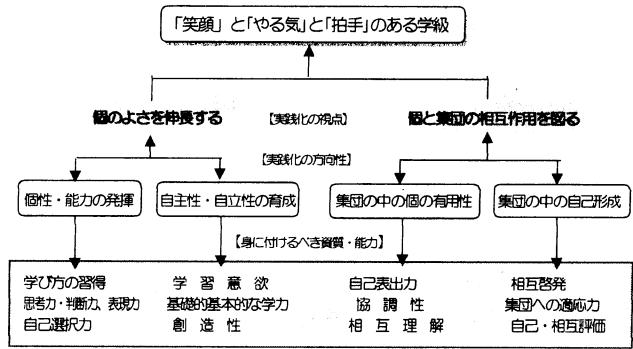 「笑顔」と「やる気」と「拍手」のある学級
個のよさを伸長する
【実践化の視点】
個と集団の相互作用を図る
【実践化の方向性】
個性・能力の発揮
自主性・自立性の育成
集団の中の個の有用性
集団の中の自己形成
【身に付けるべき資質・能力】
学び方の習得
思考力・判断力、表現力
自己選択力
学習意欲
基礎的基本的な学力
創造性
自己表出力
協調性
相互理解
相互啓発
集団への適応力
自己・相互評価